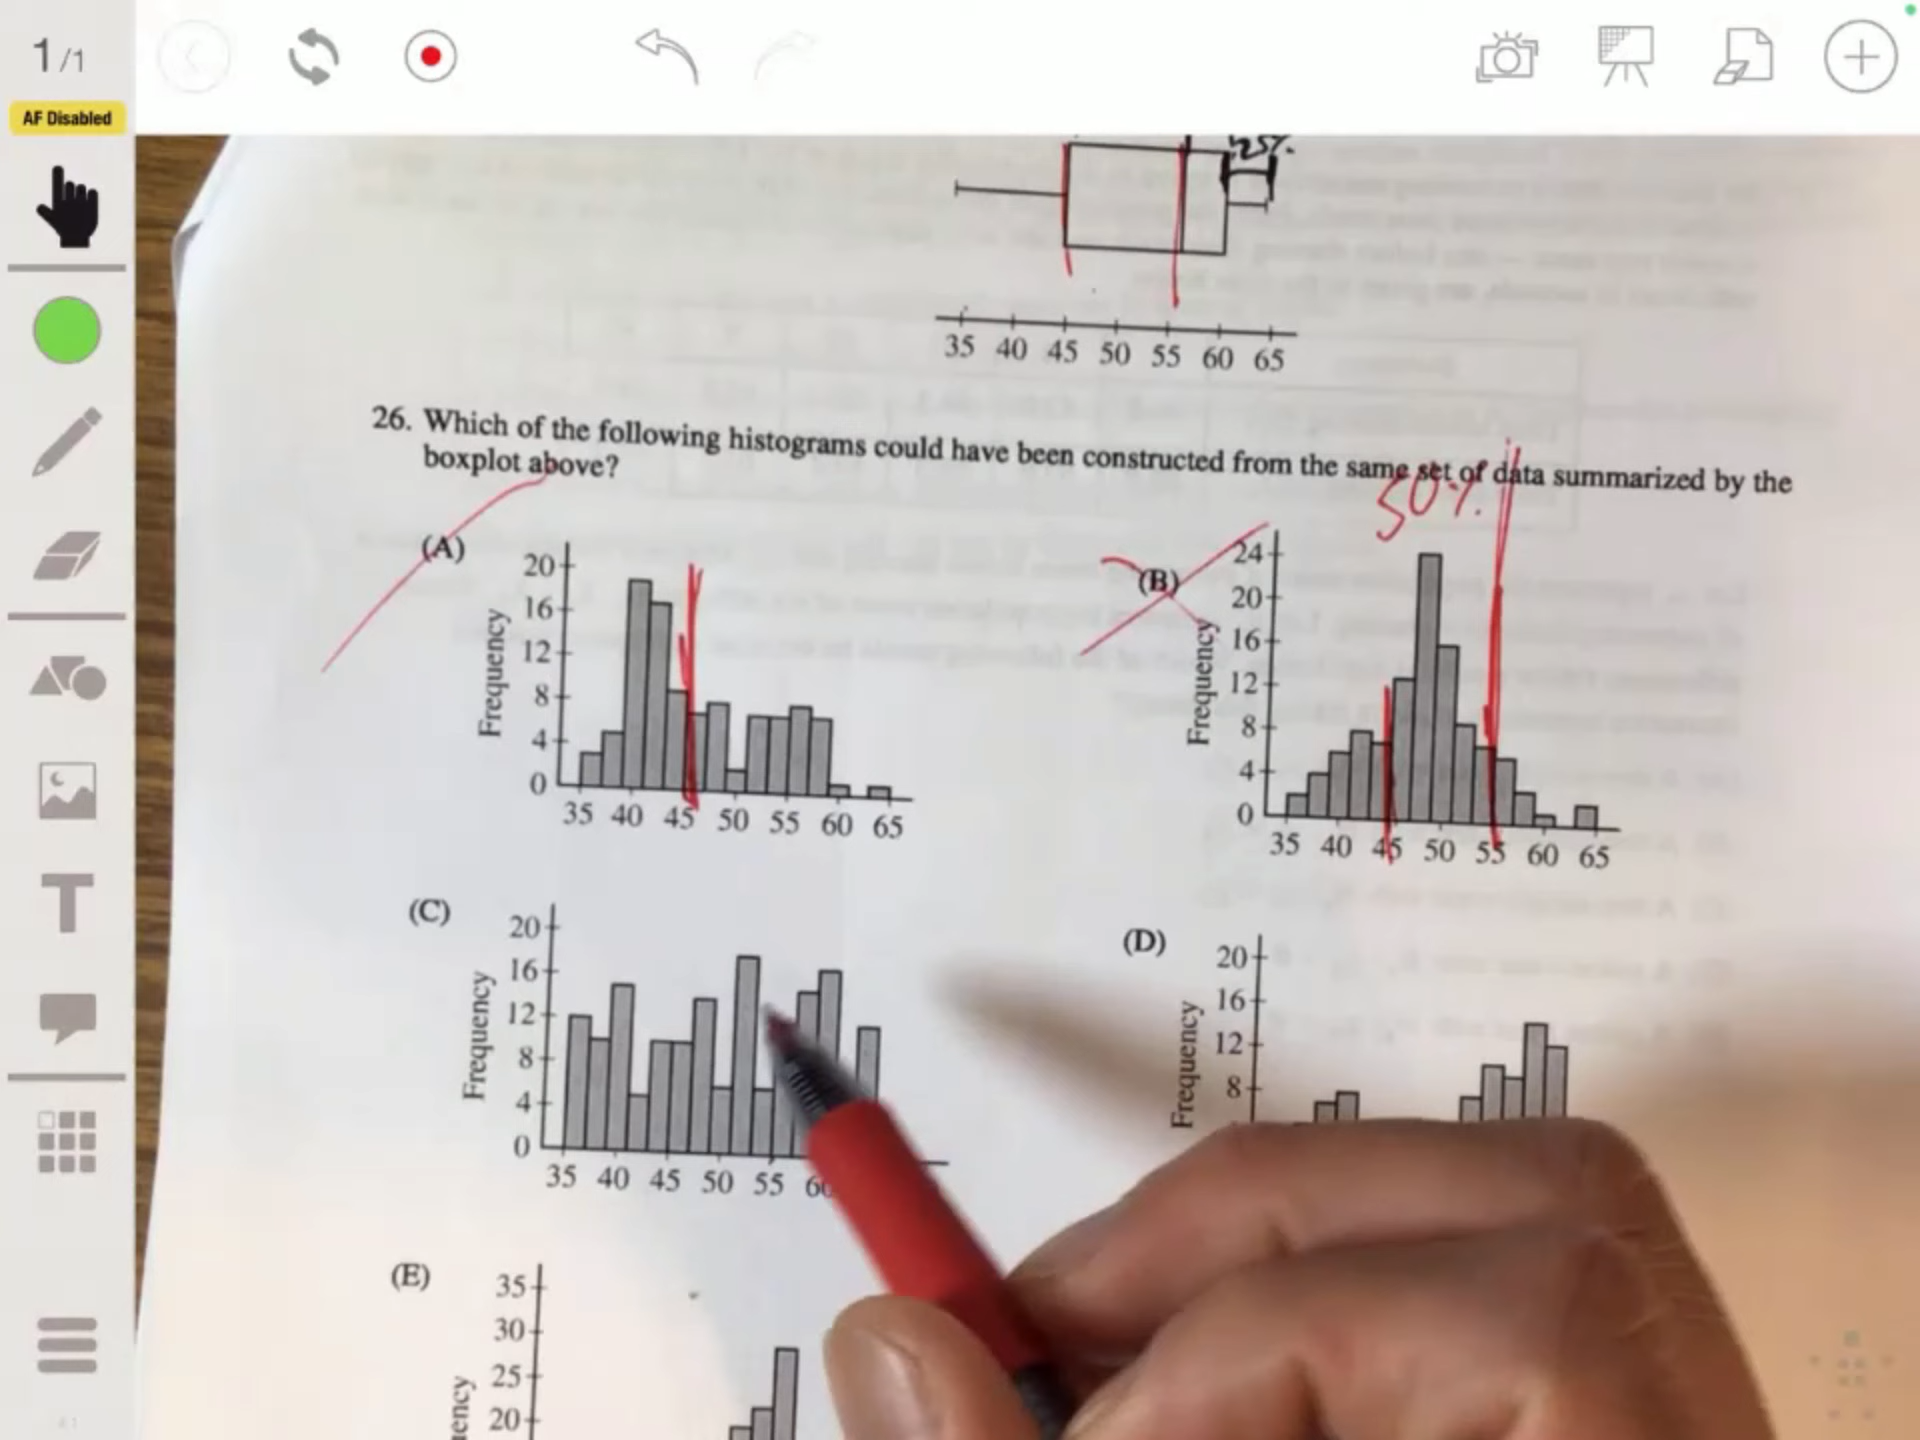 1/1
AF Disabled
25%.
35 40 45 50 55 60 65
26. Which of the following histograms could have been constructed from the same set of data summarized by the
boxplot above?
50%.
(A)
20
16
12
8
4
0
Frequency
35 40 45 50 55 60 65
(B)
24
20
16
12
8
4
0
Frequency
35 40 45 50 55 60 65
(C)
20
16
12
8
4
0
Frequency
35 40 45 50 55
(D)
20
16
12
8
Frequency
(E)
35
30
25
20
T